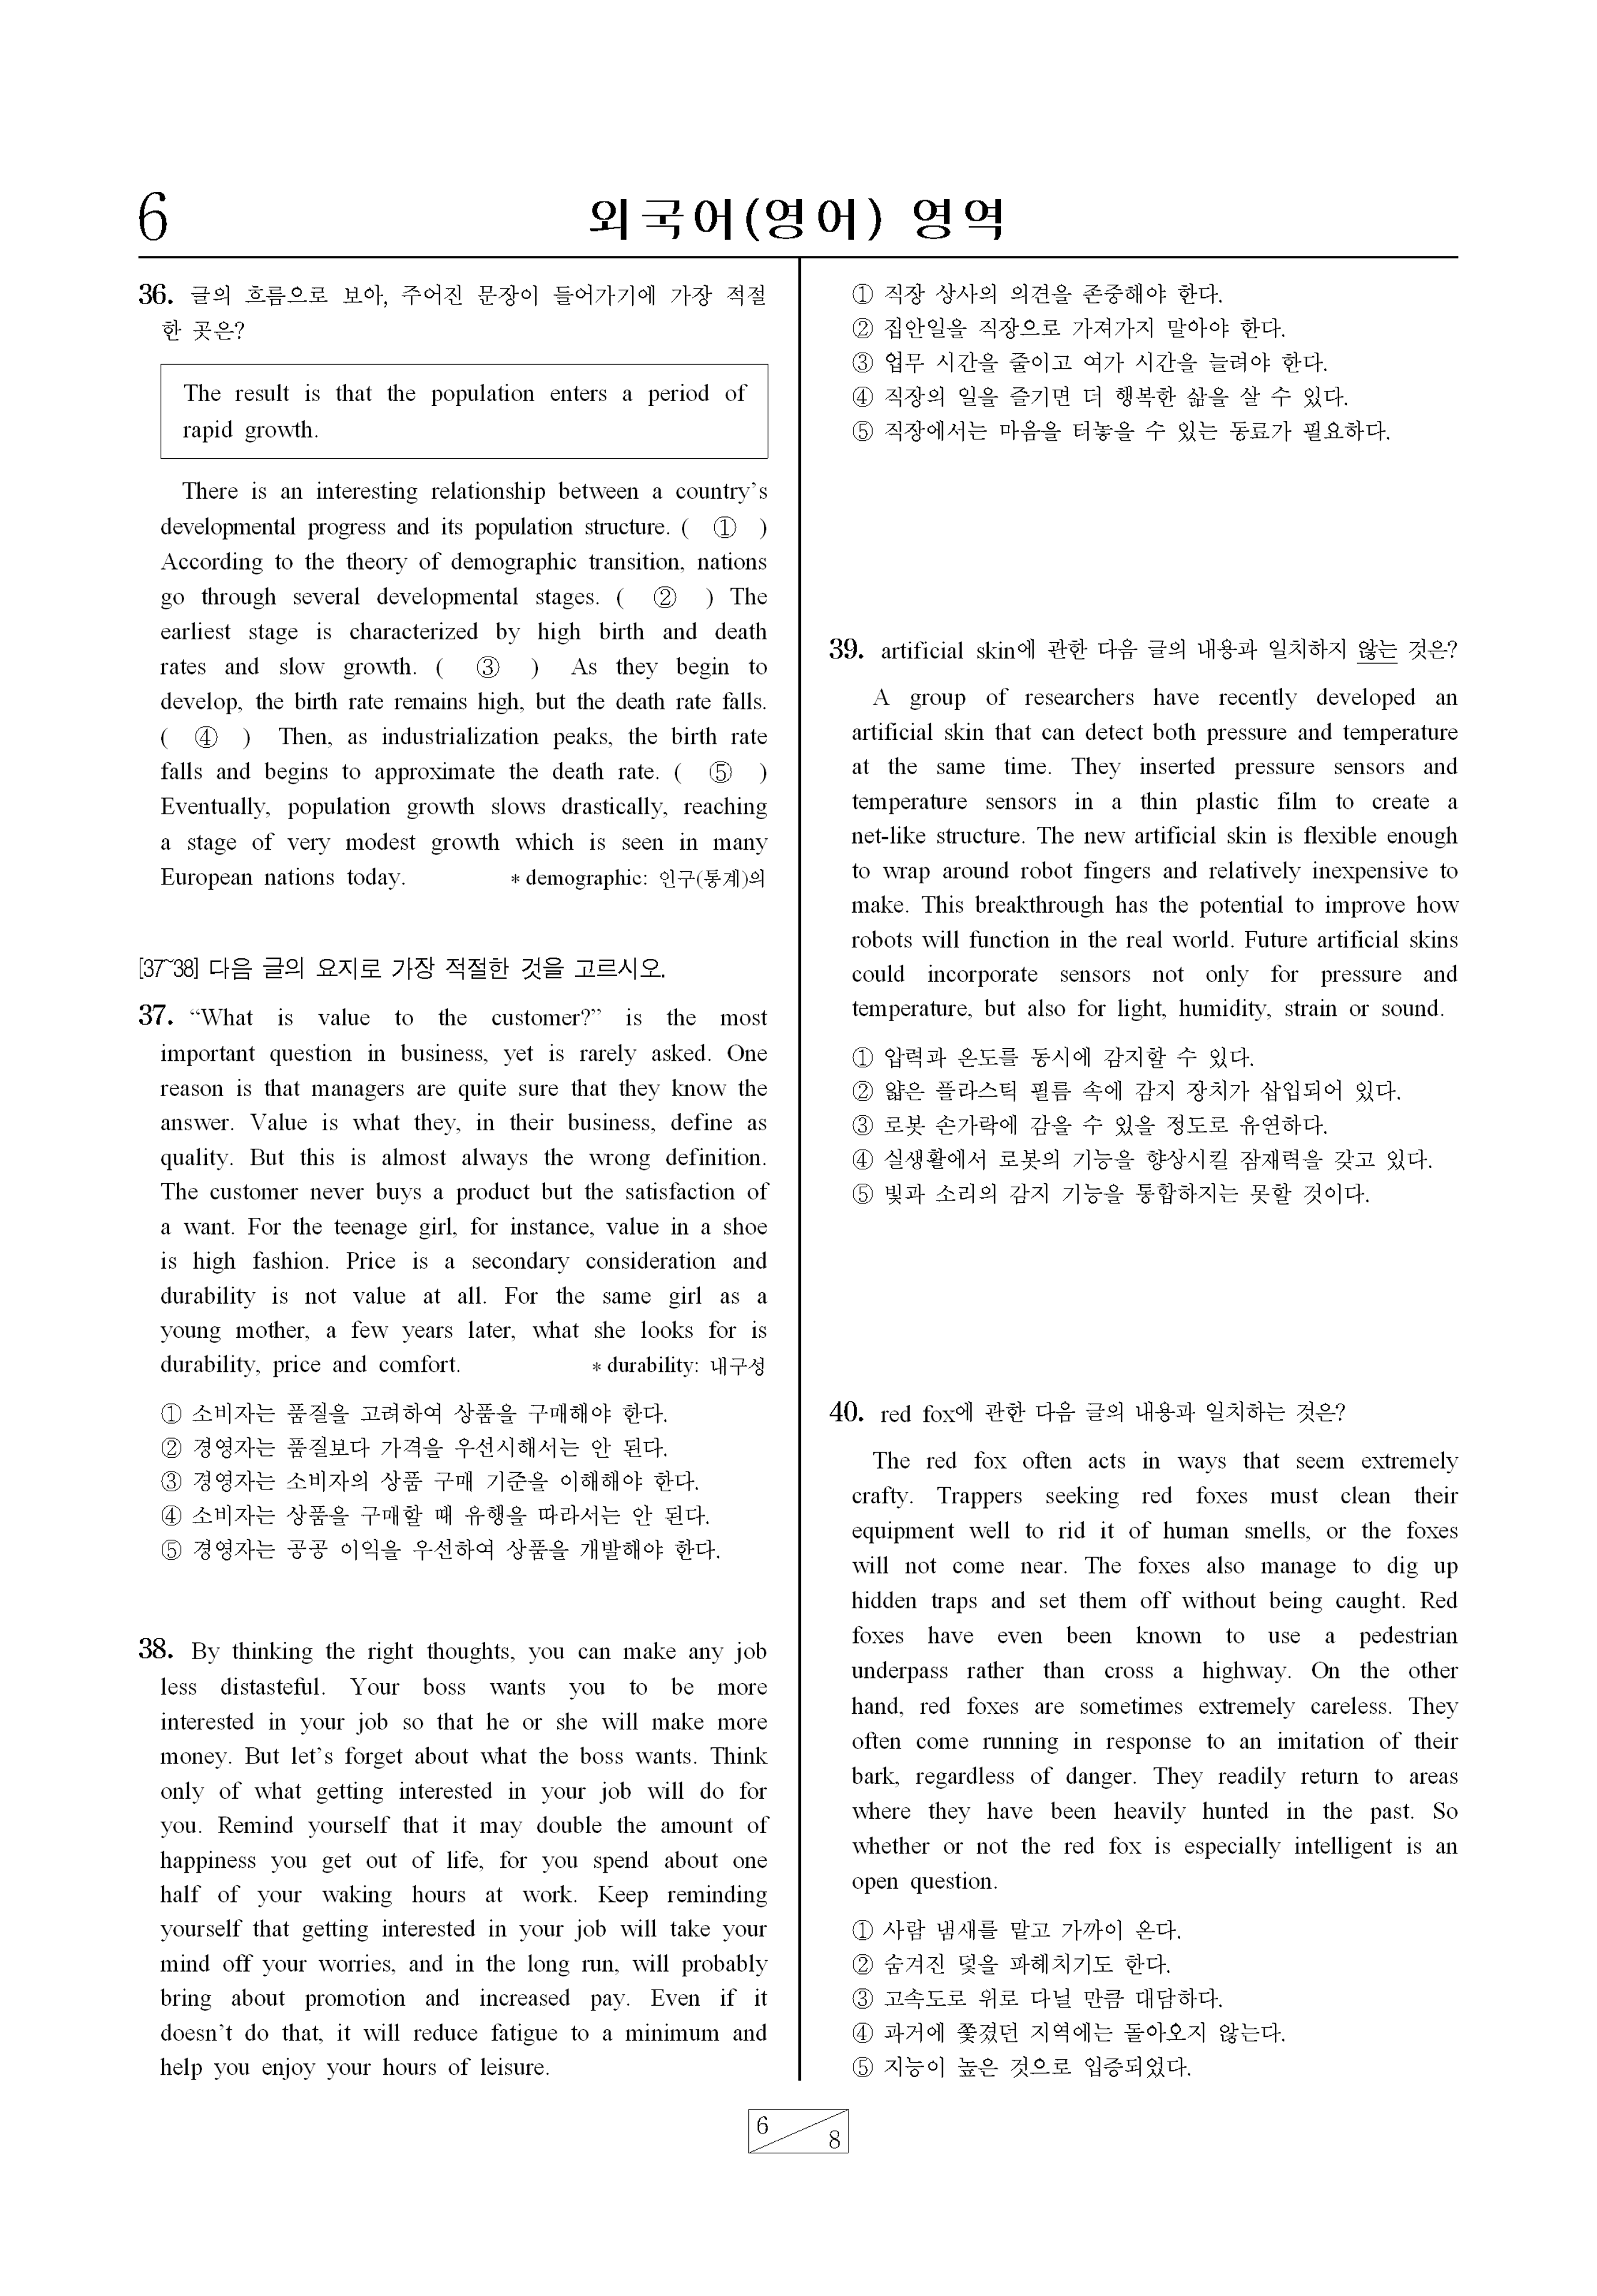 6
외국어(영어) 영역
36. 글의 흐름으로 보아, 주어진 문장이 들어가기에 가장 적절
한 곳은?
The result is that the population enters a period of
rapid growth.
There is an interesting relationship between a country's
developmental progress and its population structure. ( ① )
According to the theory of demographic transition, nations
go through several developmental stages. ( ② ) The
earliest stage is characterized by high birth and death
rates and slow growth. ( ③ ) As they begin to
develop, the birth rate remains high, but the death rate falls.
( ④ ) Then, as industrialization peaks, the birth rate
falls and begins to approximate the death rate. ( ⑤ )
Eventually, population growth slows drastically, reaching
a stage of very modest growth which is seen in many
European nations today. * demographic: 인구(통계)의
[37~38] 다음 글의 요지로 가장 적절한 것을 고르시오.
37. “What is value to the customer?” is the most
important question in business, yet is rarely asked. One
reason is that managers are quite sure that they know the
answer. Value is what they, in their business, define as
quality. But this is almost always the wrong definition.
The customer never buys a product but the satisfaction of
a want. For the teenage girl, for instance, value in a shoe
is high fashion. Price is a secondary consideration and
durability is not value at all. For the same girl as a
young mother, a few years later, what she looks for is
durability, price and comfort. * durability: 내구성
① 소비자는 품질을 고려하여 상품을 구매해야 한다.
② 경영자는 품질보다 가격을 우선시해서는 안 된다.
③ 경영자는 소비자의 상품 구매 기준을 이해해야 한다.
④ 소비자는 상품을 구매할 때 유행을 따라서는 안 된다.
⑤ 경영자는 공공 이익을 우선하여 상품을 개발해야 한다.
38. By thinking the right thoughts, you can make any job
less distasteful. Your boss wants you to be more
interested in your job so that he or she will make more
money. But let's forget about what the boss wants. Think
only of what getting interested in your job will do for
you. Remind yourself that it may double the amount of
happiness you get out of life, for you spend about one
half of your waking hours at work. Keep reminding
yourself that getting interested in your job will take your
mind off your worries, and in the long run, will probably
bring about promotion and increased pay. Even if it
doesn't do that, it will reduce fatigue to a minimum and
help you enjoy your hours of leisure.
① 직장 상사의 의견을 존중해야 한다.
② 집안일을 직장으로 가져가지 말아야 한다.
③ 업무 시간을 줄이고 여가 시간을 늘려야 한다.
④ 직장의 일을 즐기면 더 행복한 삶을 살 수 있다.
⑤ 직장에서는 마음을 터놓을 수 있는 동료가 필요하다.
39. artificial skin에 관한 다음 글의 내용과 일치하지 않는 것은?
A group of researchers have recently developed an
artificial skin that can detect both pressure and temperature
at the same time. They inserted pressure sensors and
temperature sensors in a thin plastic film to create a
net-like structure. The new artificial skin is flexible enough
to wrap around robot fingers and relatively inexpensive to
make. This breakthrough has the potential to improve how
robots will function in the real world. Future artificial skins
could incorporate sensors not only for pressure and
temperature, but also for light, humidity, strain or sound.
① 압력과 온도를 동시에 감지할 수 있다.
② 얇은 플라스틱 필름 속에 감지 장치가 삽입되어 있다.
③ 로봇 손가락에 감을 수 있을 정도로 유연하다.
④ 실생활에서 로봇의 기능을 향상시킬 잠재력을 갖고 있다.
⑤ 빛과 소리의 감지 기능을 통합하지는 못할 것이다.
40. red fox에 관한 다음 글의 내용과 일치하는 것은?
The red fox often acts in ways that seem extremely
crafty. Trappers seeking red foxes must clean their
equipment well to rid it of human smells, or the foxes
will not come near. The foxes also manage to dig up
hidden traps and set them off without being caught. Red
foxes have even been known to use a pedestrian
underpass rather than cross a highway. On the other
hand, red foxes are sometimes extremely careless. They
often come running in response to an imitation of their
bark, regardless of danger. They readily return to areas
where they have been heavily hunted in the past. So
whether or not the red fox is especially intelligent is an
open question.
① 사람 냄새를 맡고 가까이 온다.
② 숨겨진 덫을 파헤치기도 한다.
③ 고속도로 위로 다닐 만큼 대담하다.
④ 과거에 쫓겼던 지역에는 돌아오지 않는다.
⑤ 지능이 높은 것으로 입증되었다.
6
8